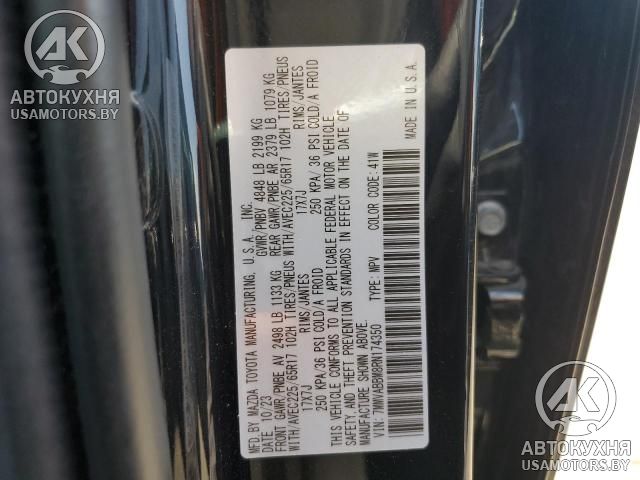 AK
АВТОКУХНЯ
USAMOTORS.BY
MFD. BY MAZDA TOYOTA MANUFACTURING, U.S.A., INC.
DATE: 10/23 GVWR/PNBV 4848 LB 2199 KG
FRONT GAWR/PNBE AV 2498 LB 1133 KG REAR GAWR/PNBE AR 2379 LB 1079 KG
WITH/AVEC225/65R17 102H TIRES/PNEUS WITH/AVEC225/65R17 102H TIRES/PNEUS
17X7J RIMS/JANTES 17X7J RIMS/JANTES
250 KPA/36 PSI COLD/A FROID 250 KPA/ 36 PSI COLD/A FROID
THIS VEHICLE CONFORMS TO ALL APPLICABLE FEDERAL MOTOR VEHICLE
SAFETY,AND THEFT PREVENTION STANDARDS IN EFFECT ON THE DATE OF
MANUFACTURE SHOWN ABOVE.
VIN: 7MMVABBM8RN174350 TYPE: MPV COLOR CODE: 41W MADE IN U.S.A.
AK
АВТОКУХНЯ
USAMOTORS.BY